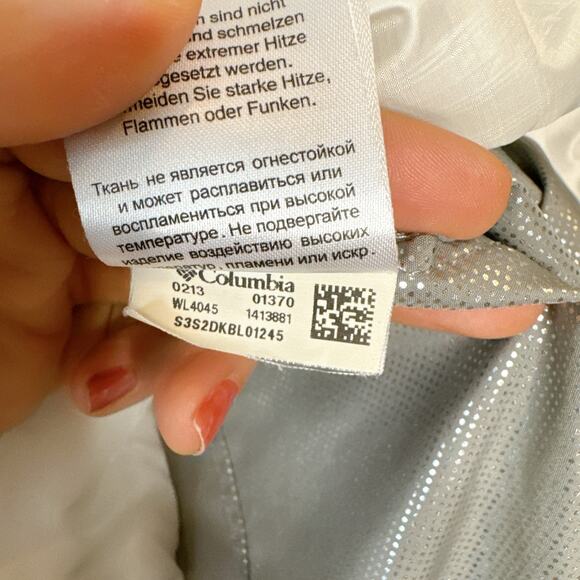 sind nicht
schmelzen
extremer Hitze
gesetzt werden.
meiden Sie starke Hitze,
Flammen oder Funken.
Ткань не является огнестойкой
и может расплавиться или
воспламениться при высокой
температуре. Не подвергайте
изделие воздействию высоких
пламени или искр.
Columbia
0213 01370
WL4045 1413881
S3S2DKBL01245